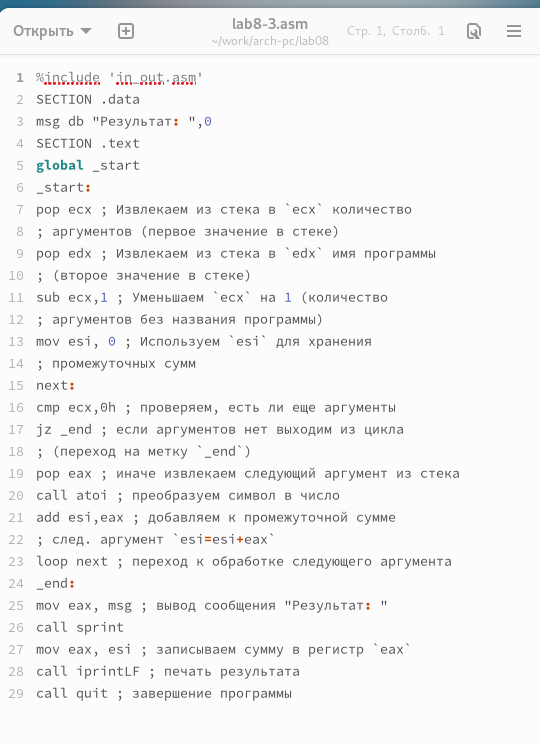 Открыть
lab8-3.asm
~/work/arch-pc/lab08
Стр. 1, Столб. 1
1 %include 'in_out.asm'
2 SECTION .data
3 msg db "Результат: ",0
4 SECTION .text
5 global _start
6 _start:
7 pop ecx ; Извлекаем из стека в `ecx` количество
8 ; аргументов (первое значение в стеке)
9 pop edx ; Извлекаем из стека в `edx` имя программы
10 ; (второе значение в стеке)
11 sub ecx,1 ; Уменьшаем `ecx` на 1 (количество
12 ; аргументов без названия программы)
13 mov esi, 0 ; Используем `esi` для хранения
14 ; промежуточных сумм
15 next:
16 cmp ecx,0h ; проверяем, есть ли еще аргументы
17 jz _end ; если аргументов нет выходим из цикла
18 ; (переход на метку `_end`)
19 pop eax ; иначе извлекаем следующий аргумент из стека
20 call atoi ; преобразуем символ в число
21 add esi,eax ; добавляем к промежуточной сумме
22 ; след. аргумент `esi=esi+eax`
23 loop next ; переход к обработке следующего аргумента
24 _end:
25 mov eax, msg ; вывод сообщения "Результат: "
26 call sprint
27 mov eax, esi ; записываем сумму в регистр `eax`
28 call iprintLF ; печать результата
29 call quit ; завершение программы